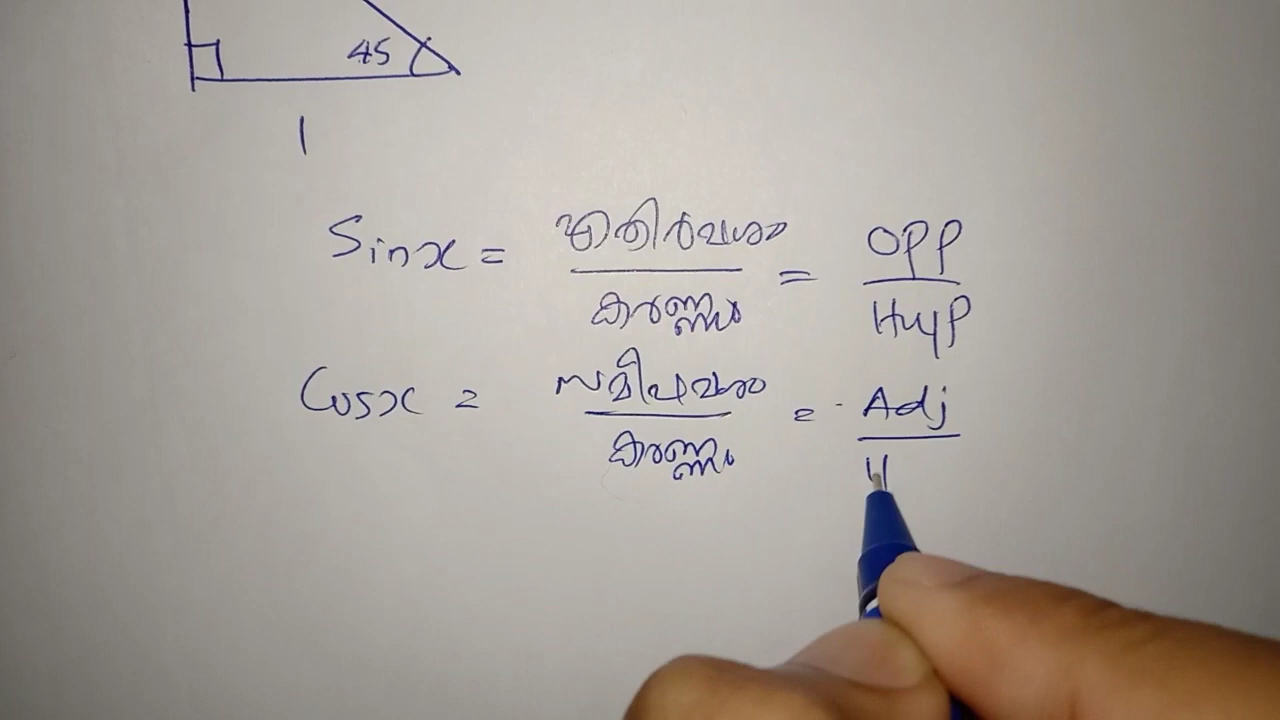 45
1
Sinx = എതിർവശം / കർണ്ണം = opp / Hyp
Cosx = സമീപവശം / കർണ്ണം = Adj / H